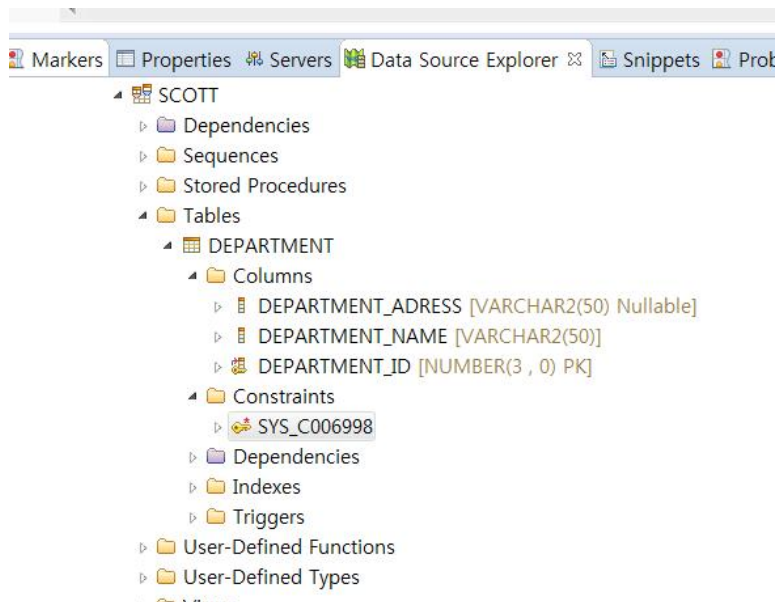 Markers Properties Servers Data Source Explorer Snippets Prob
SCOTT
Dependencies
Sequences
Stored Procedures
Tables
DEPARTMENT
Columns
DEPARTMENT_ADRESS [VARCHAR2(50) Nullable]
DEPARTMENT_NAME [VARCHAR2(50)]
DEPARTMENT_ID [NUMBER(3 , 0) PK]
Constraints
SYS_C006998
Dependencies
Indexes
Triggers
User-Defined Functions
User-Defined Types